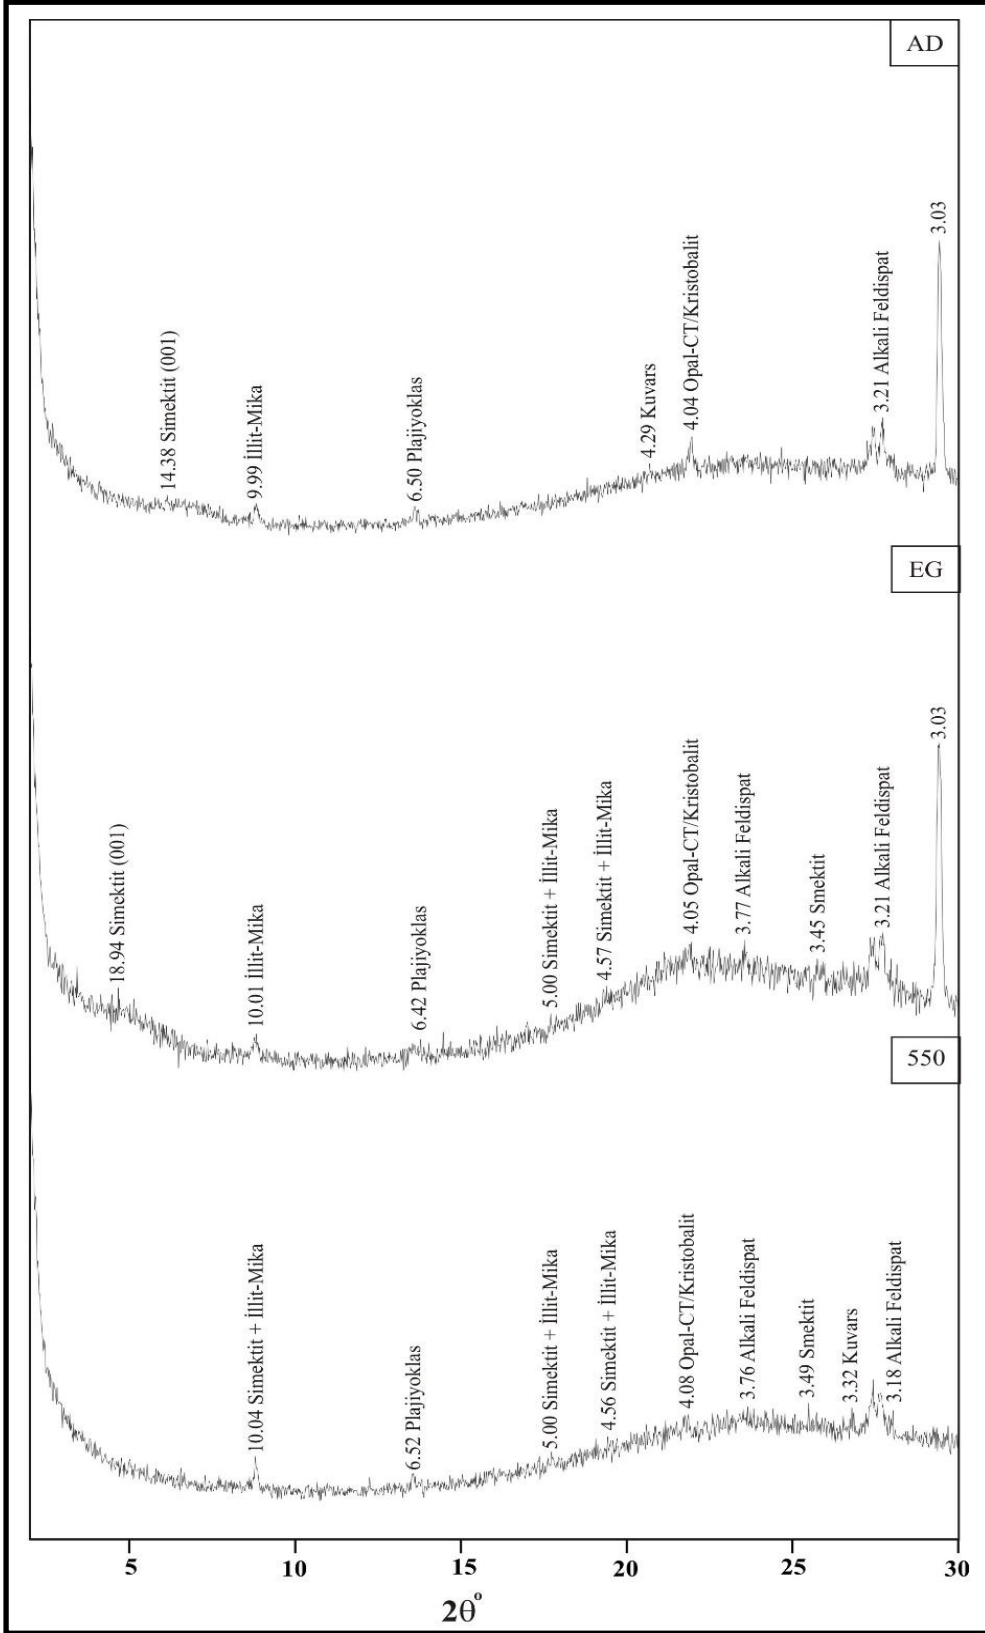 AD
14.38 Simektit (001)
9.99 İllit-Mika
6.50 Plajiyoklas
4.29 Kuvars
4.04 Opal-CT/Kristobalit
3.21 Alkali Feldispat
3.03
EG
18.94 Simektit (001)
10.01 İllit-Mika
6.42 Plajiyoklas
5.00 Simektit + İllit-Mika
4.57 Simektit + İllit-Mika
4.05 Opal-CT/Kristobalit
3.77 Alkali Feldispat
3.45 Smektit
3.21 Alkali Feldispat
3.03
550
10.04 Simektit + İllit-Mika
6.52 Plajiyoklas
5.00 Simektit + İllit-Mika
4.56 Simektit + İllit-Mika
4.08 Opal-CT/Kristobalit
3.76 Alkali Feldispat
3.49 Smektit
3.32 Kuvars
3.18 Alkali Feldispat
5 10 15 20 25 30
2θ°